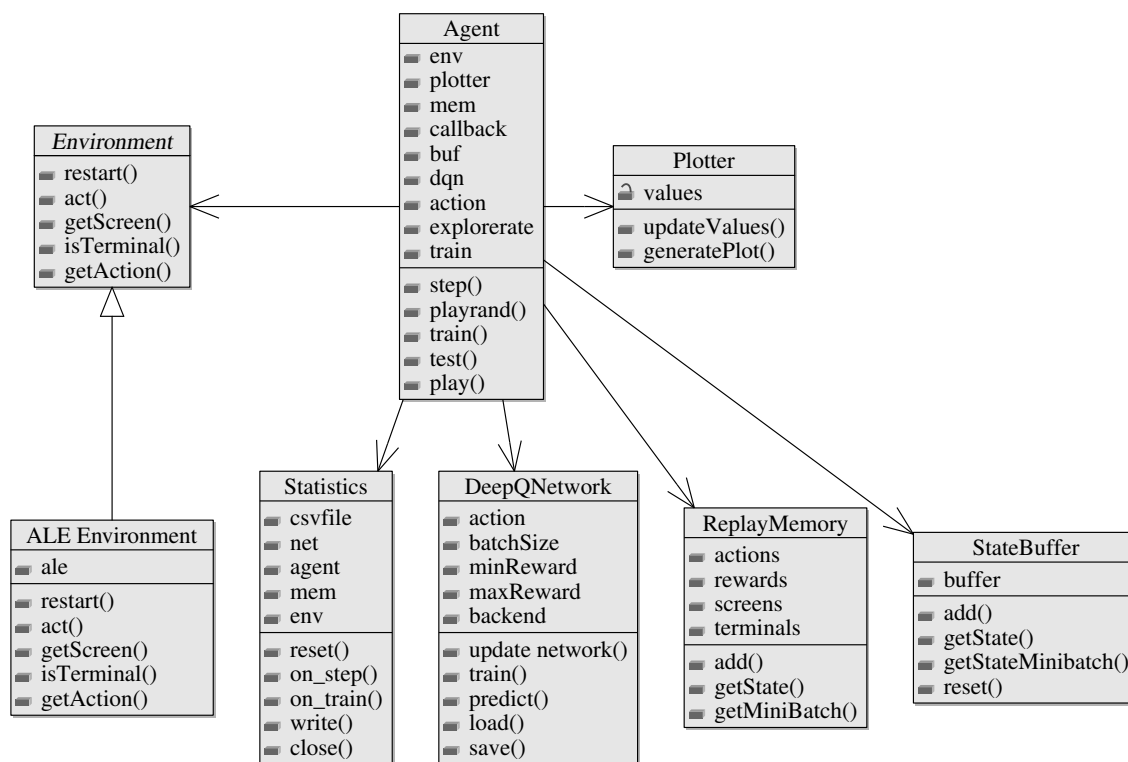 Agent
env
plotter
mem
callback
buf
dqn
action
explorerate
train
step()
playrand()
train()
test()
play()
Environment
restart()
act()
getScreen()
isTerminal()
getAction()
Plotter
values
updateValues()
generatePlot()
ALE Environment
ale
restart()
act()
getScreen()
isTerminal()
getAction()
Statistics
csvfile
net
agent
mem
env
reset()
on_step()
on_train()
write()
close()
DeepQNetwork
action
batchSize
minReward
maxReward
backend
update network()
train()
predict()
load()
save()
ReplayMemory
actions
rewards
screens
terminals
add()
getState()
getMiniBatch()
StateBuffer
buffer
add()
getState()
getStateMinibatch()
reset()